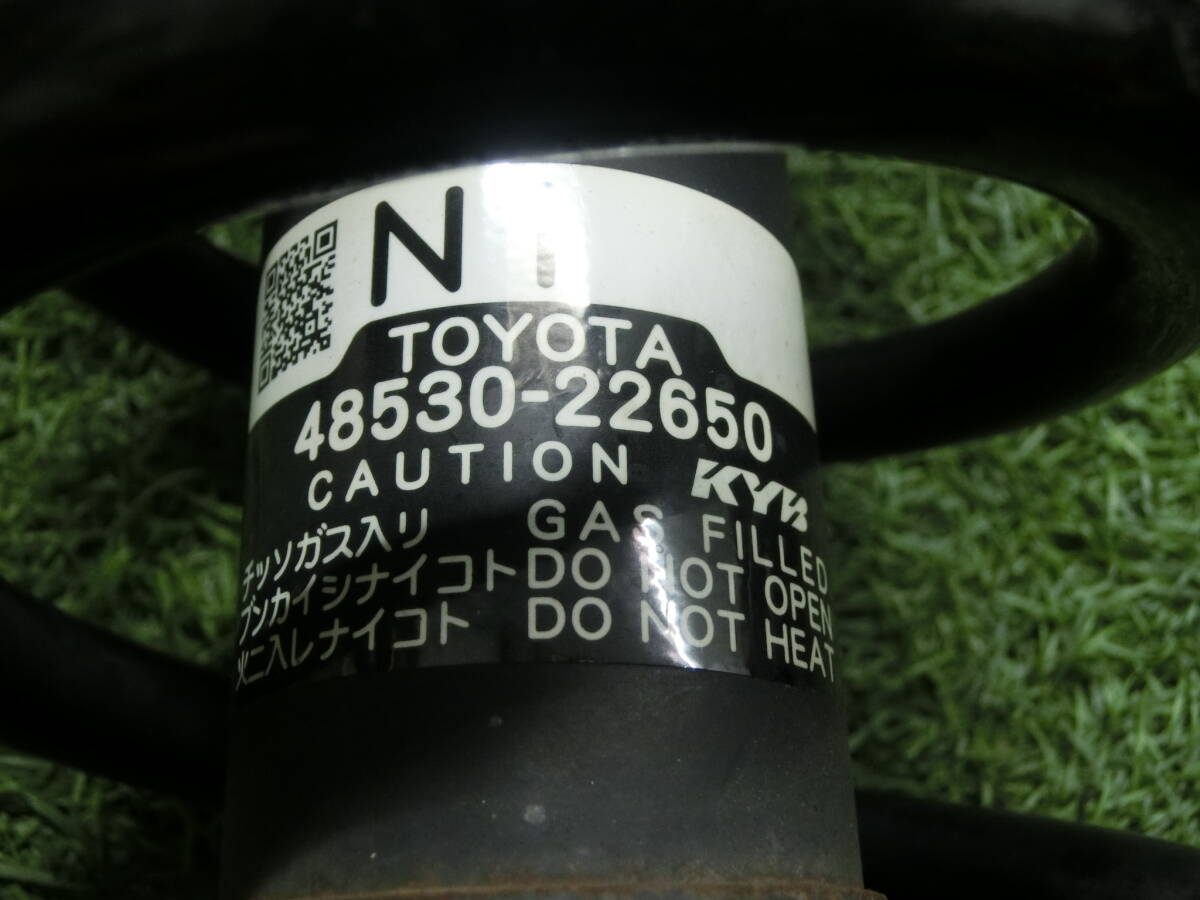 N
TOYOTA
48530-22650
CAUTION KYB
チッソガス入リ GAS FILLED
ブンカイシナイコト DO NOT OPEN
火ニ入レナイコト DO NOT HEAT